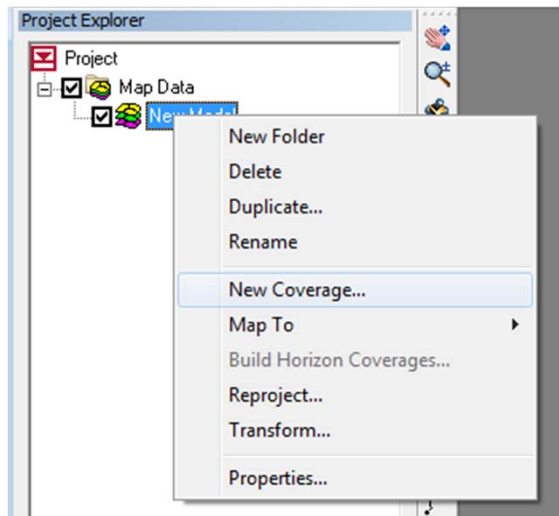 Project Explorer
Project
Map Data
New Model
New Folder
Delete
Duplicate...
Rename
New Coverage...
Map To
Build Horizon Coverages...
Reproject...
Transform...
Properties...